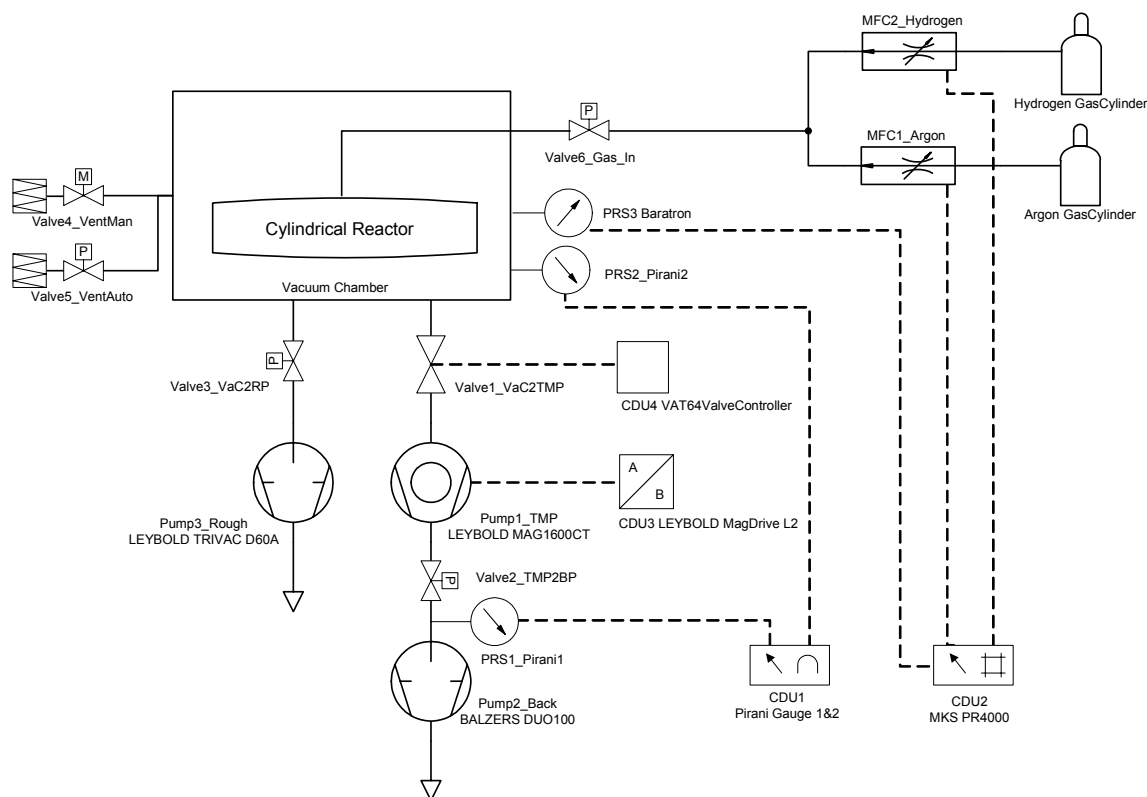 MFC2_Hydrogen
Hydrogen GasCylinder
P
Valve6_Gas_In
MFC1_Argon
Argon GasCylinder
M
Valve4_VentMan
P
Valve5_VentAuto
Cylindrical Reactor
Vacuum Chamber
PRS3 Baratron
PRS2_Pirani2
P
Valve3_VaC2RP
Valve1_VaC2TMP
CDU4 VAT64ValveController
Pump3_Rough
LEYBOLD TRIVAC D60A
Pump1_TMP
LEYBOLD MAG1600CT
A
B
CDU3 LEYBOLD MagDrive L2
P
Valve2_TMP2BP
PRS1_Pirani1
Pump2_Back
BALZERS DUO100
CDU1
Pirani Gauge 1&2
CDU2
MKS PR4000